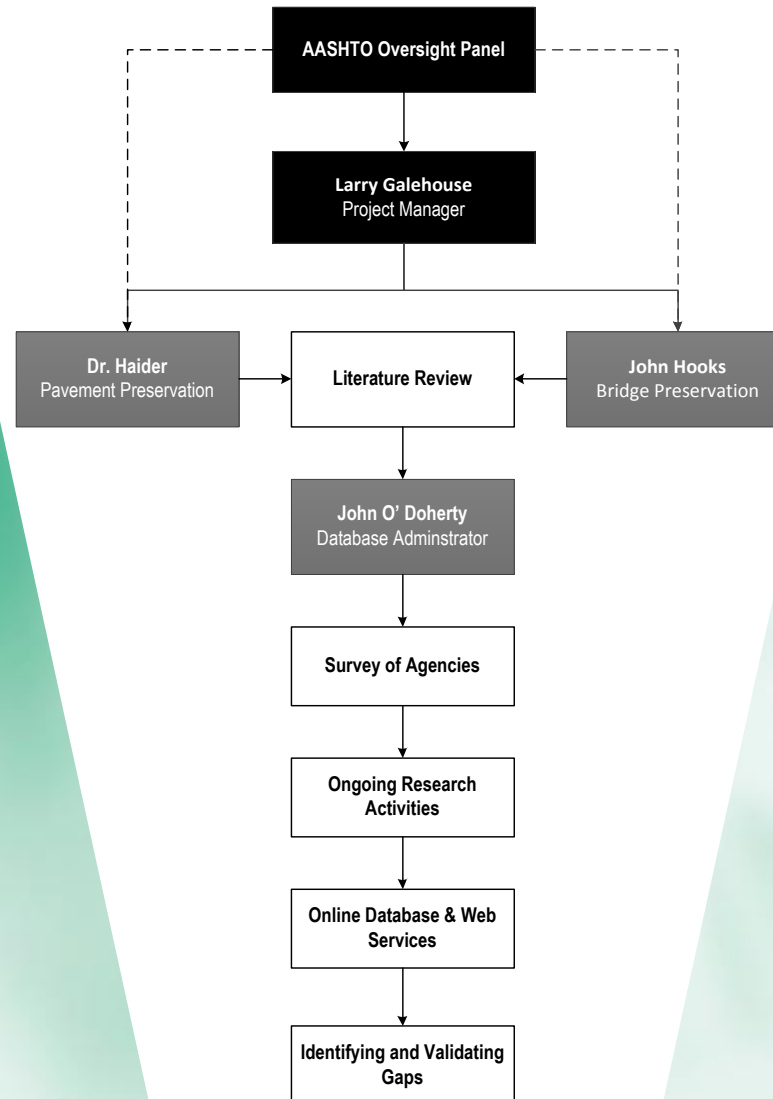 AASHTO Oversight Panel
Larry Galehouse
Project Manager
Dr. Haider
Pavement Preservation
Literature Review
John Hooks
Bridge Preservation
John O' Doherty
Database Adminstrator
Survey of Agencies
Ongoing Research
Activities
Online Database & Web
Services
Identifying and Validating
Gaps